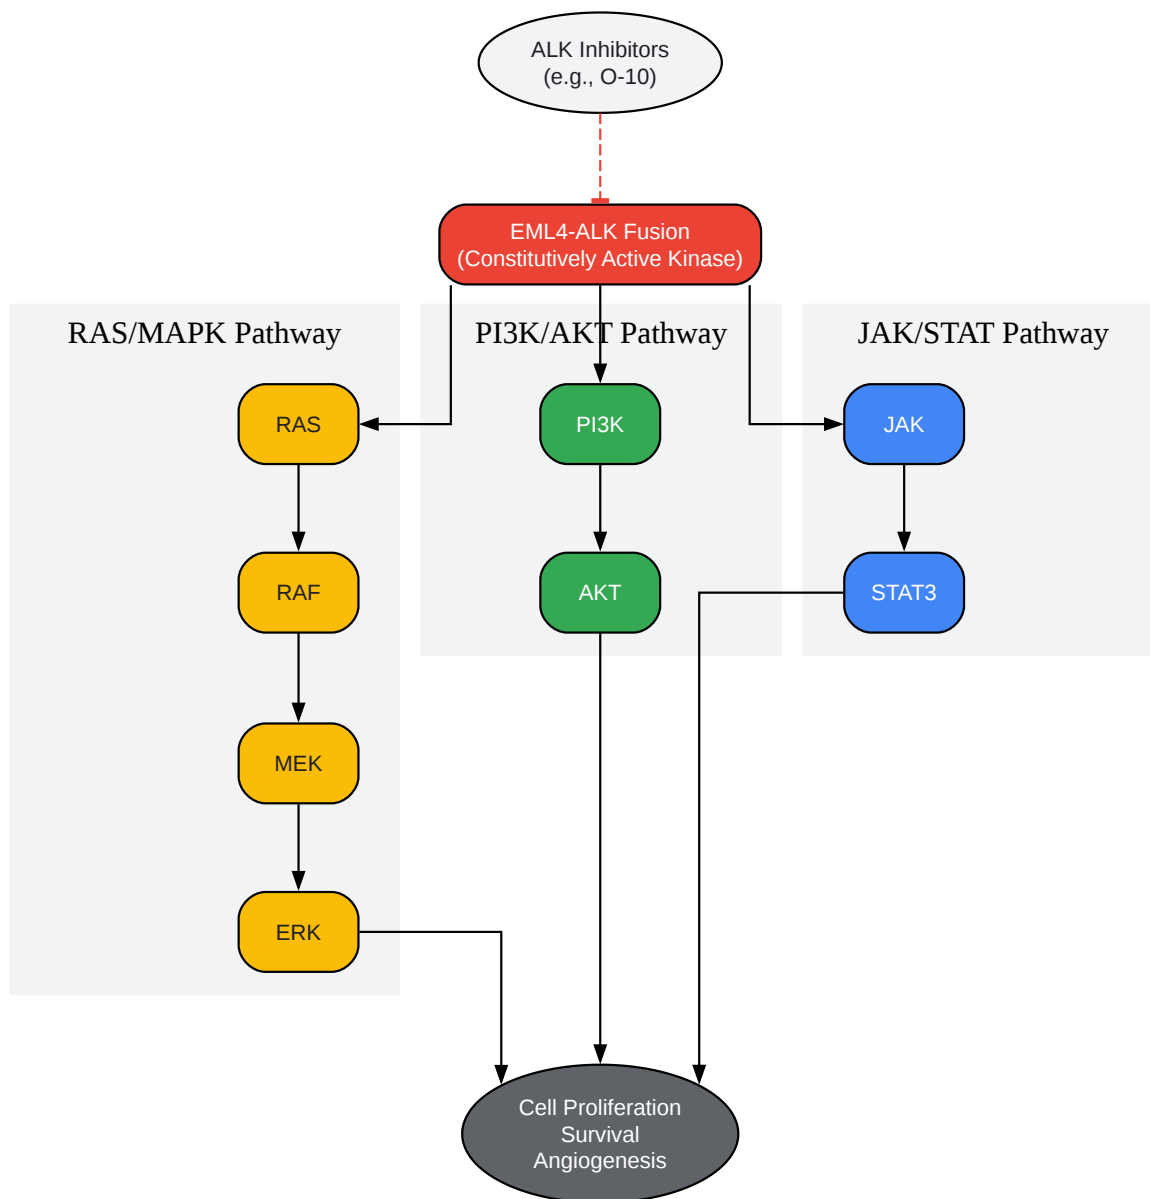 ALK Inhibitors
(e.g., O-10)
EML4-ALK Fusion
(Constitutively Active Kinase)
RAS/MAPK Pathway
PI3K/AKT Pathway
JAK/STAT Pathway
RAS
PI3K
JAK
RAF
AKT
STAT3
MEK
ERK
Cell Proliferation
Survival
Angiogenesis